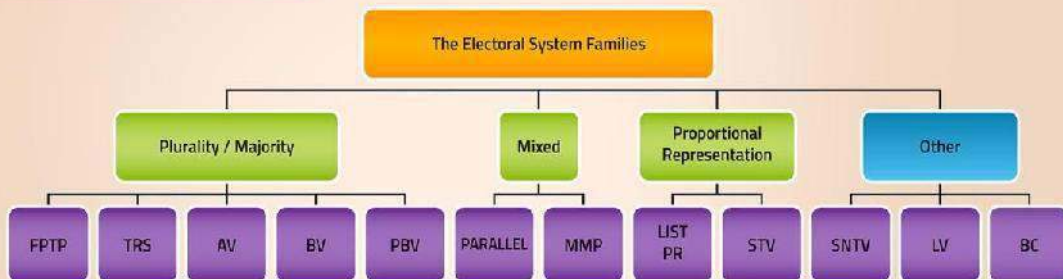 The Electoral System Families
Plurality / Majority
Mixed
Proportional
Representation
Other
FPTP
TRS
AV
BV
PBV
PARALLEL
MMP
LIST
PR
STV
SNTV
LV
BC